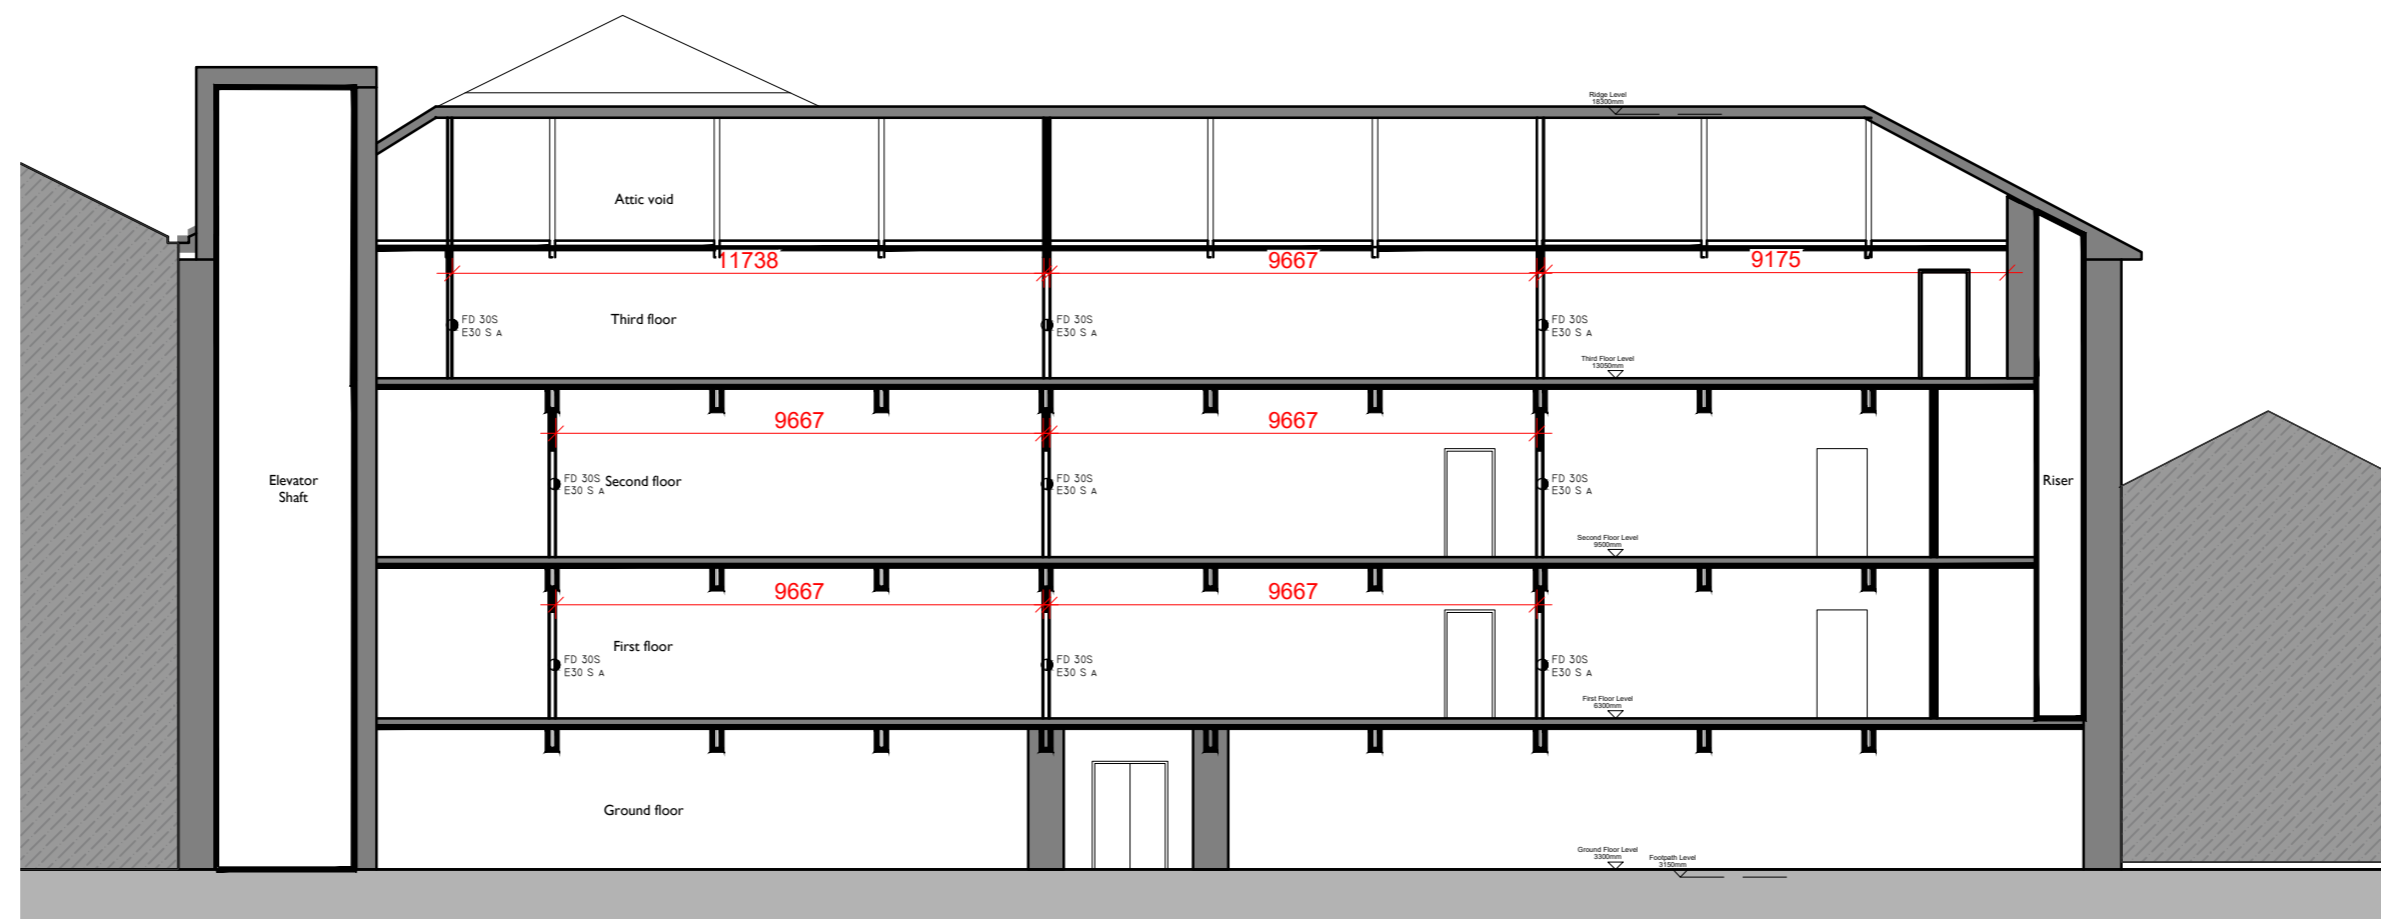 Ridge Level
18300mm
Attic void
11738
9667
9175
FD 30S
E30 S A
Third floor
FD 30S
E30 S A
FD 30S
E30 S A
Third Floor Level
13050mm
9667
9667
Elevator
Shaft
FD 30S
E30 S A
Second floor
FD 30S
E30 S A
FD 30S
E30 S A
Riser
Second Floor Level
9500mm
9667
9667
First floor
FD 30S
E30 S A
FD 30S
E30 S A
FD 30S
E30 S A
First Floor Level
6300mm
Ground floor
Ground Floor Level
3300mm
Footpath Level
3150mm